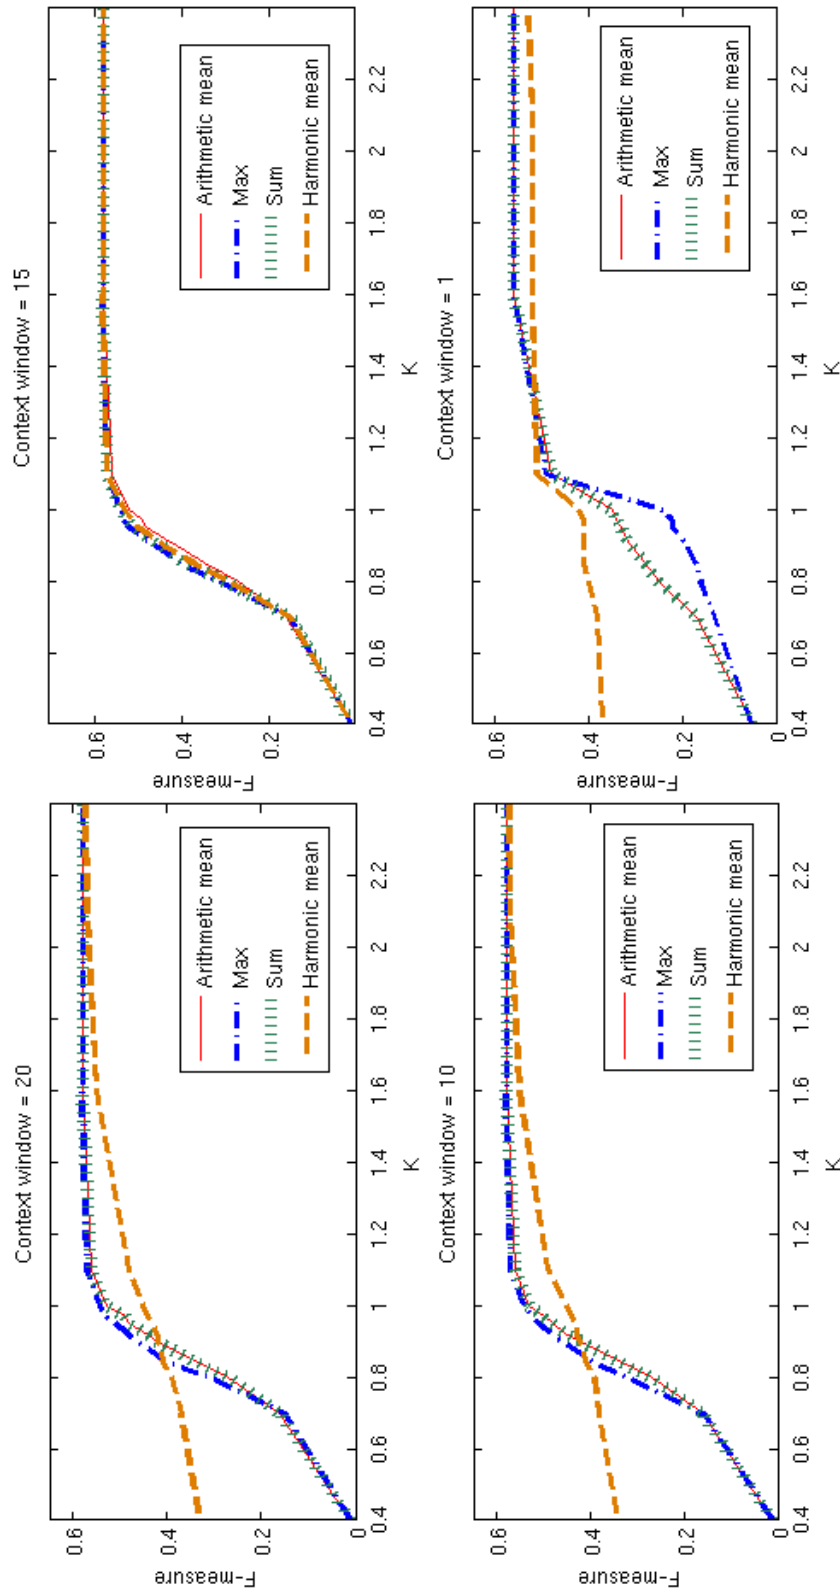 Context window = 20
F-measure
0.6
0.4
0.2
0
Arithmetic mean
Max
Sum
Harmonic mean
0.4 0.6 0.8 1 1.2 1.4 1.6 1.8 2 2.2
K
Context window = 15
F-measure
0.6
0.4
0.2
Arithmetic mean
Max
Sum
Harmonic mean
0.4 0.6 0.8 1 1.2 1.4 1.6 1.8 2 2.2
K
Context window = 10
F-measure
0.6
0.4
0.2
0
Arithmetic mean
Max
Sum
Harmonic mean
0.4 0.6 0.8 1 1.2 1.4 1.6 1.8 2 2.2
K
Context window = 1
F-measure
0.6
0.4
0.2
0
Arithmetic mean
Max
Sum
Harmonic mean
0.4 0.6 0.8 1 1.2 1.4 1.6 1.8 2 2.2
K